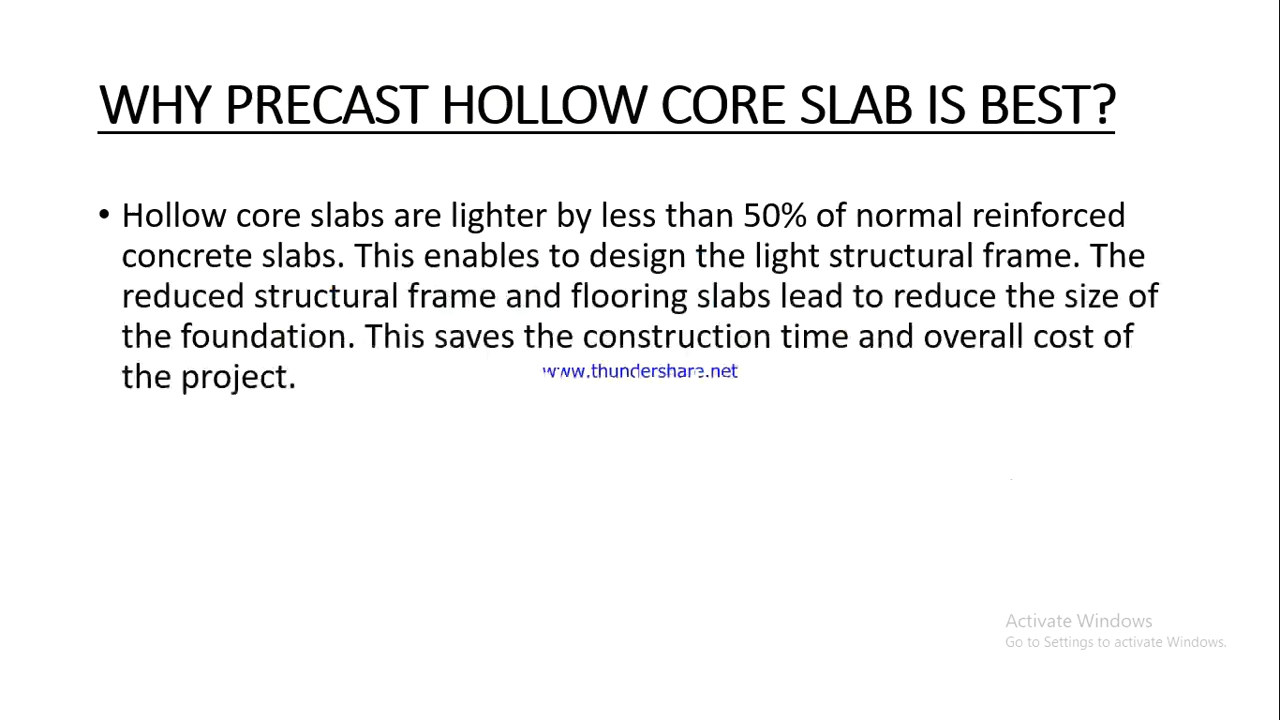 WHY PRECAST HOLLOW CORE SLAB IS BEST?
• Hollow core slabs are lighter by less than 50% of normal reinforced
concrete slabs. This enables to design the light structural frame. The
reduced structural frame and flooring slabs lead to reduce the size of
the foundation. This saves the construction time and overall cost of
the project.
www.thundershare.net
Activate Windows
Go to Settings to activate Windows.